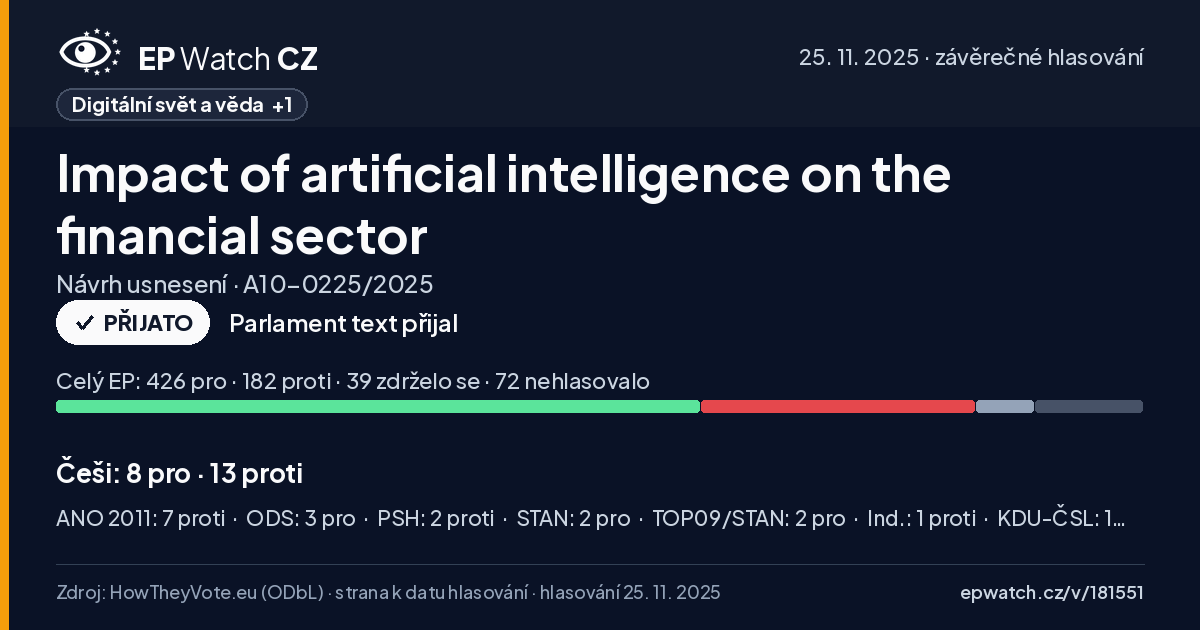 EP Watch CZ
25. 11. 2025 · závěrečné hlasování
Digitální svět a věda +1
Impact of artificial intelligence on the
financial sector
Návrh usnesení · A10-0225/2025
✓ PŘIJATO
Parlament text přijal
Celý EP: 426 pro · 182 proti · 39 zdrželo se · 72 nehlasovalo
Češi: 8 pro · 13 proti
ANO 2011: 7 proti · ODS: 3 pro · PSH: 2 proti · STAN: 2 pro · TOP09/STAN: 2 pro · Ind.: 1 proti · KDU-ČSL: 1…
Zdroj: HowTheyVote.eu (ODbL) · strana k datu hlasování · hlasování 25. 11. 2025
epwatch.cz/v/181551